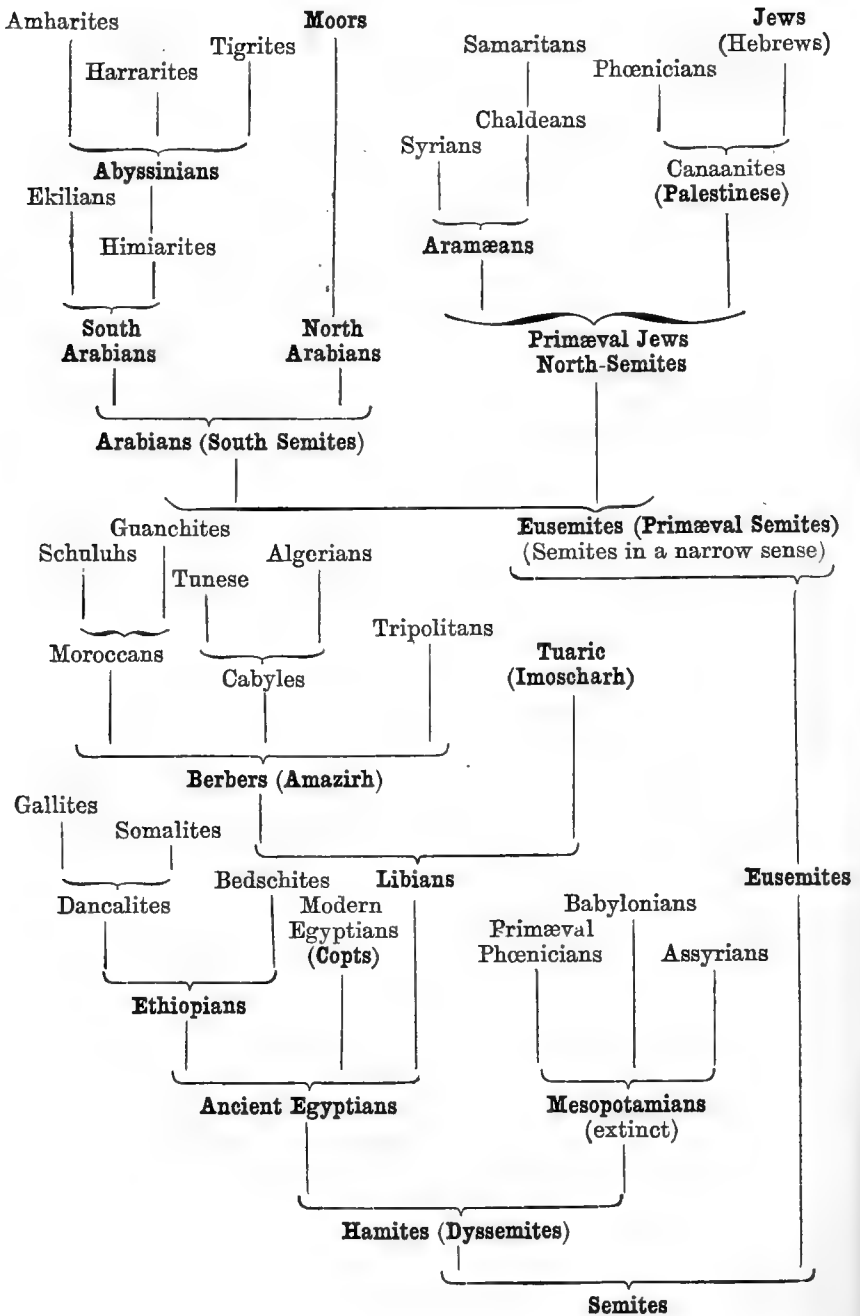 Amharites
Moors
Jews
(Hebrews)
Tigrites
Samaritans
Harrarites
Phœnicians
Chaldeans
Syrians
Abyssinians
Canaanites
(Palestinese)
Ekilians
Himiarites
Aramæans
South
Arabians
North
Arabians
Primæval Jews
North-Semites
Arabians (South Semites)
Guanchites
Eusemites (Primæval Semites)
(Semites in a narrow sense)
Schuluhs
Algerians
Tunese
Tripolitans
Moroccans
Tuaric
(Imoscharh)
Cabyles
Berbers (Amazirh)
Gallites
Somalites
Bedschites
Libians
Eusemites
Dancalites
Modern
Egyptians
(Copts)
Babylonians
Primæval
Phœnicians
Assyrians
Ethiopians
Ancient Egyptians
Mesopotamians
(extinct)
Hamites (Dyssemites)
Semites